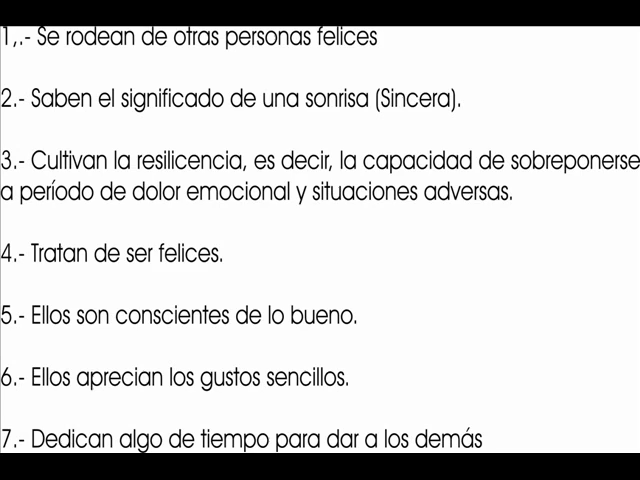 1,.- Se rodean de otras personas felices
2.- Saben el significado de una sonrisa (Sincera).
3.- Cultivan la resilicencia, es decir, la capacidad de sobreponerse
a período de dolor emocional y situaciones adversas.
4.- Tratan de ser felices.
5.- Ellos son conscientes de lo bueno.
6.- Ellos aprecian los gustos sencillos.
7.- Dedican algo de tiempo para dar a los demás